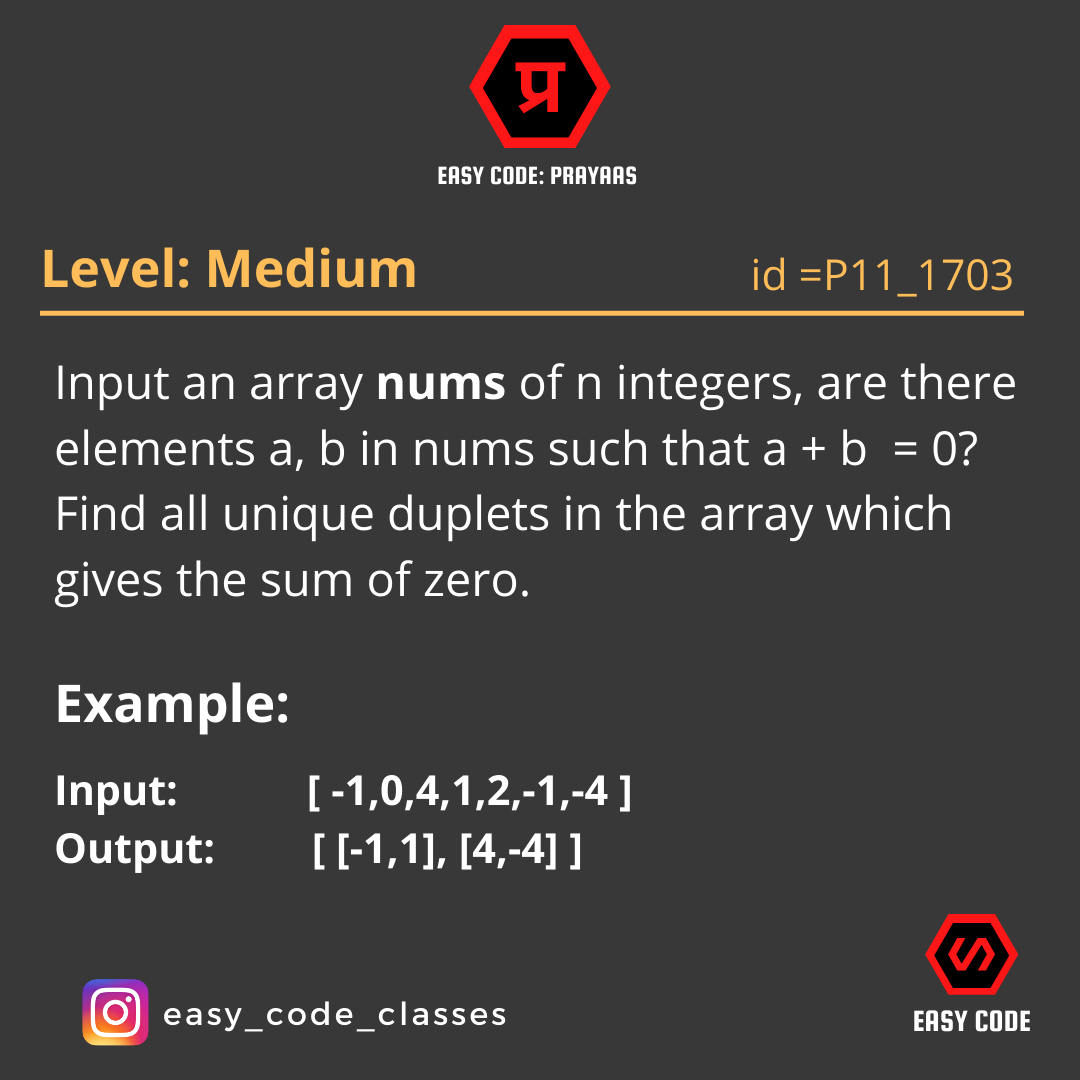 प्र
EASY CODE: PRAYAAS
Level: Medium id =P11_1703
Input an array nums of n integers, are there
elements a, b in nums such that a + b  = 0?
Find all unique duplets in the array which
gives the sum of zero.
Example:
Input: [ -1,0,4,1,2,-1,-4 ]
Output: [ [-1,1], [4,-4] ]
easy_code_classes
EASY CODE